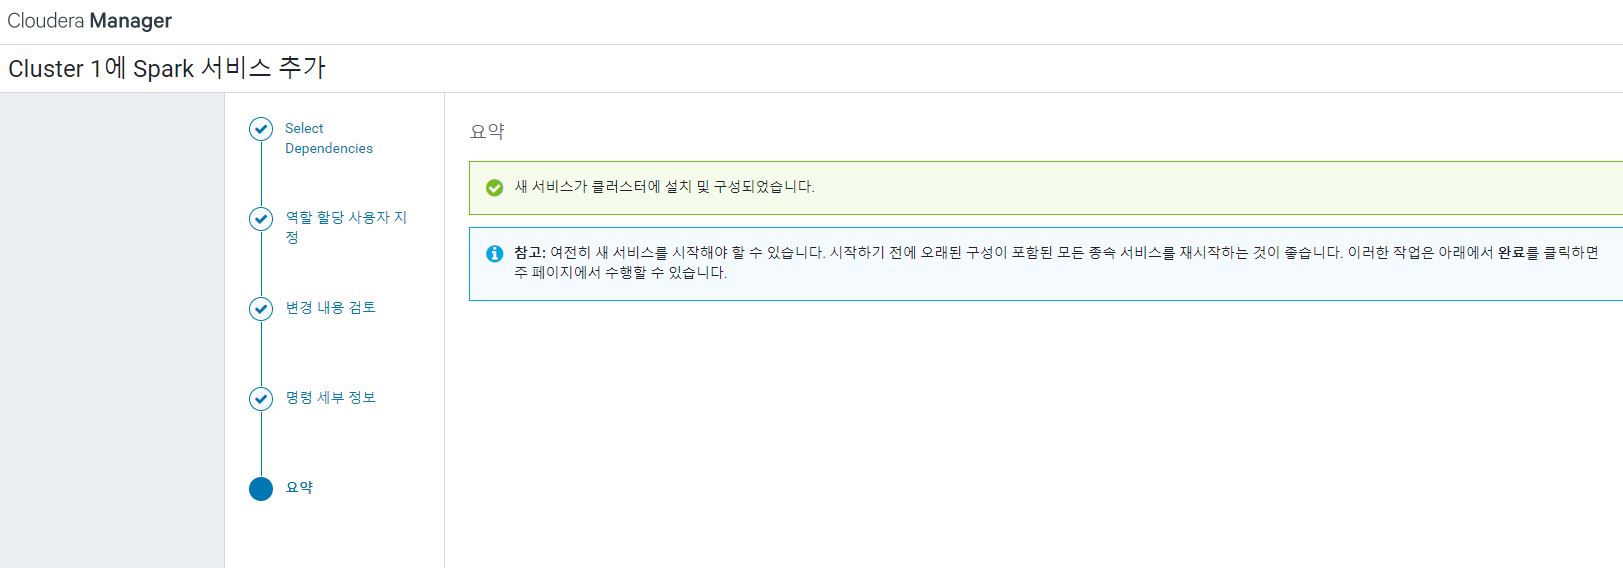 Cloudera Manager
Cluster 1에 Spark 서비스 추가
Select
Dependencies
역할 할당 사용자 지
정
변경 내용 검토
명령 세부 정보
요약
요약
새 서비스가 클러스터에 설치 및 구성되었습니다.
참고: 여전히 새 서비스를 시작해야 할 수 있습니다. 시작하기 전에 오래된 구성이 포함된 모든 종속 서비스를 재시작하는 것이 좋습니다. 이러한 작업은 아래에서 완료를 클릭하면
주 페이지에서 수행할 수 있습니다.